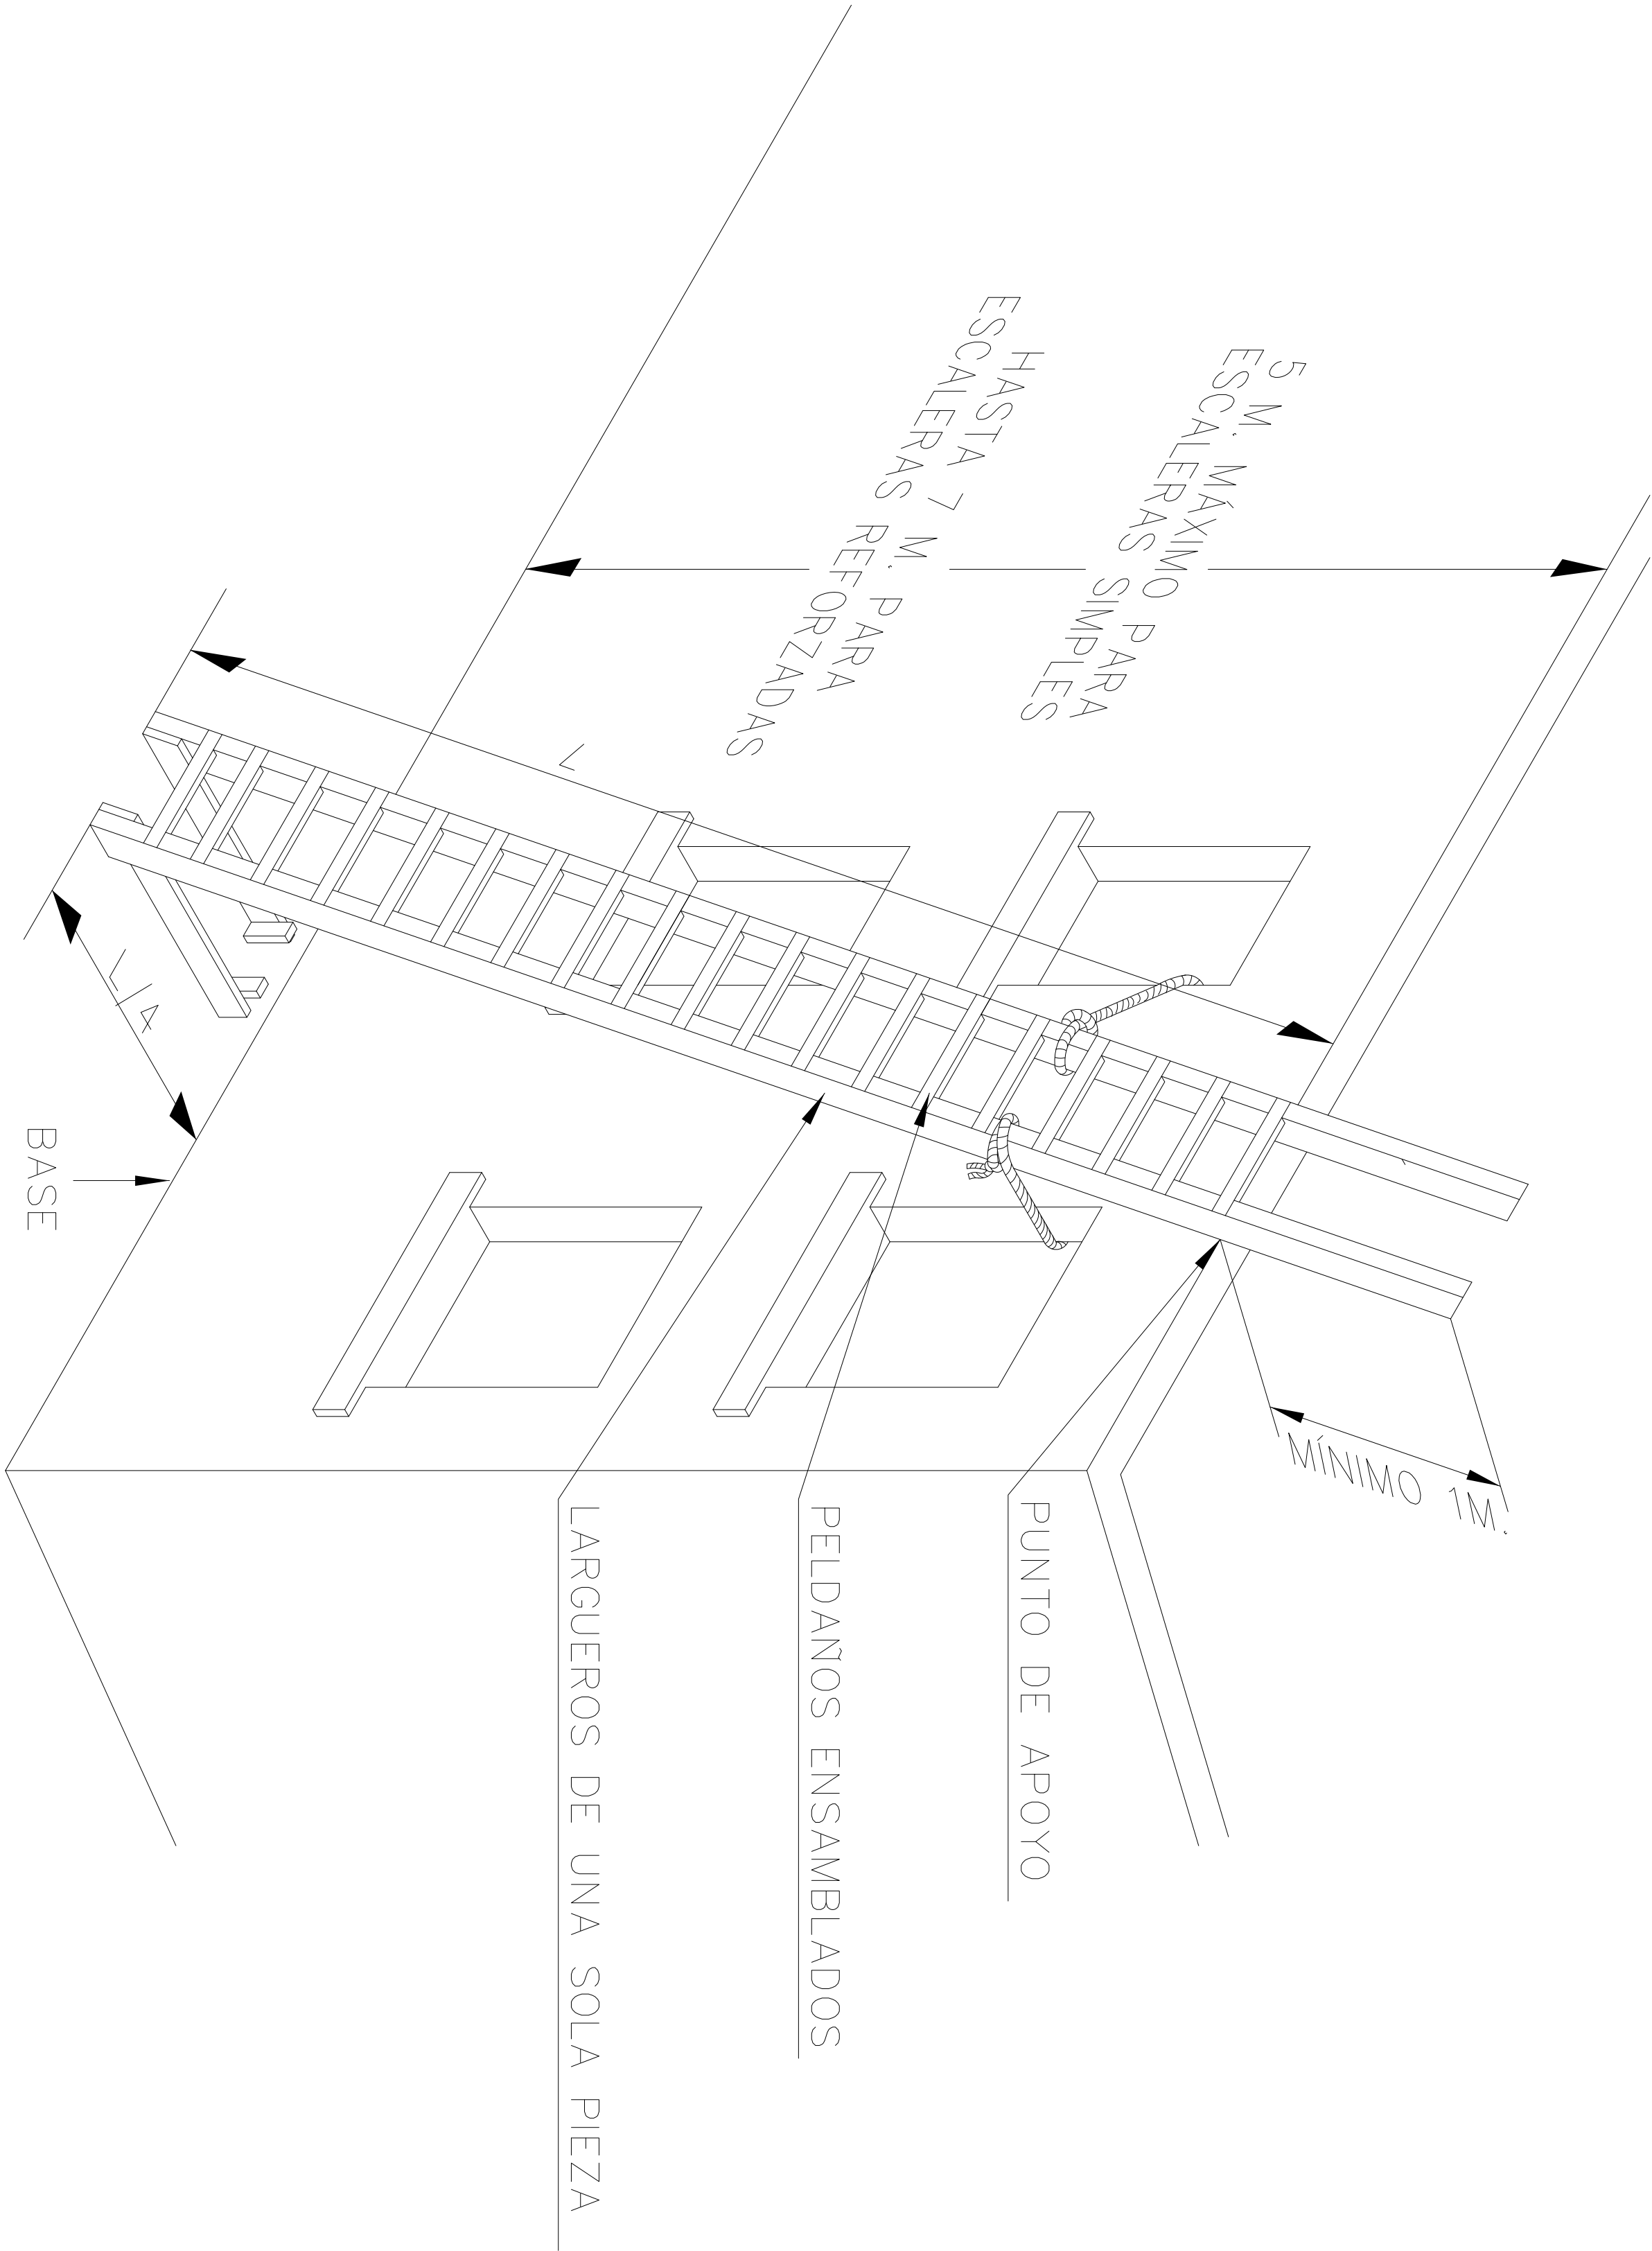 5 M. MÁXIMO PARA
ESCALERAS SIMPLES
HASTA 7 M. PARA
ESCALERAS REFORZADAS
MÍNIMO 1M.
PUNTO DE APOYO
PELDAÑOS ENSAMBLADOS
LARGUEROS DE UNA SOLA PIEZA
L
L/4
BASE